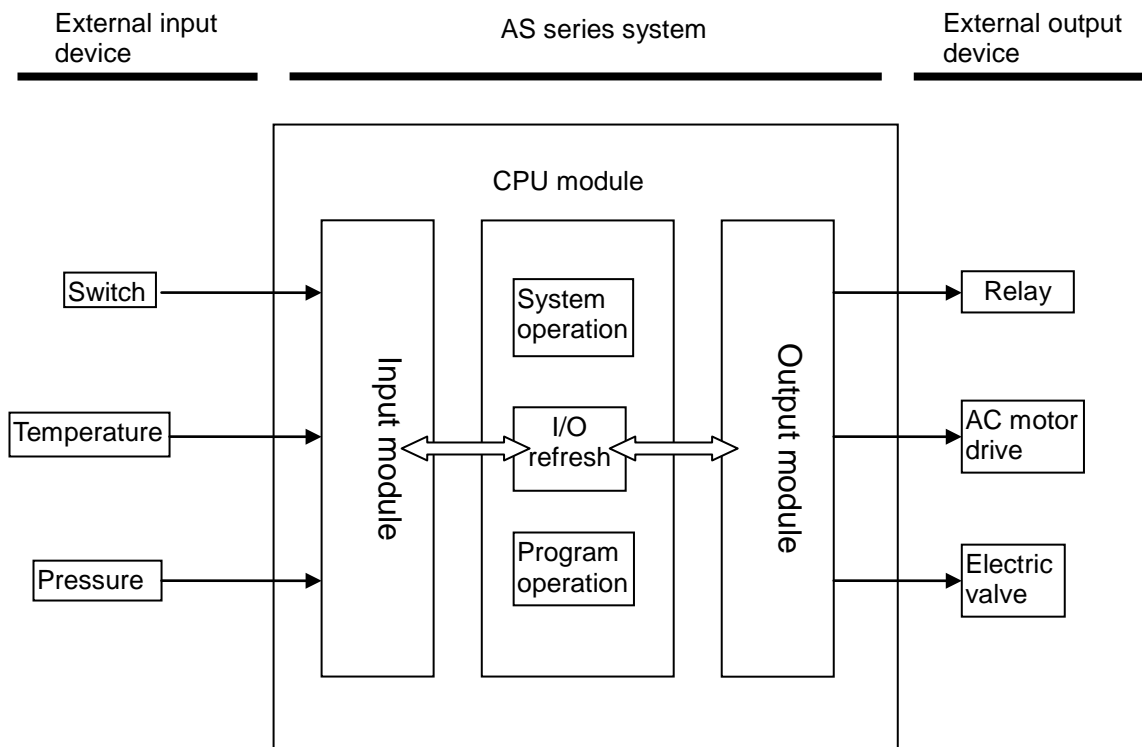 External input
device
AS series system
External output
device
CPU module
Switch
Temperature
Pressure
Input module
System
operation
I/O
refresh
Program
operation
Output module
Relay
AC motor
drive
Electric
valve